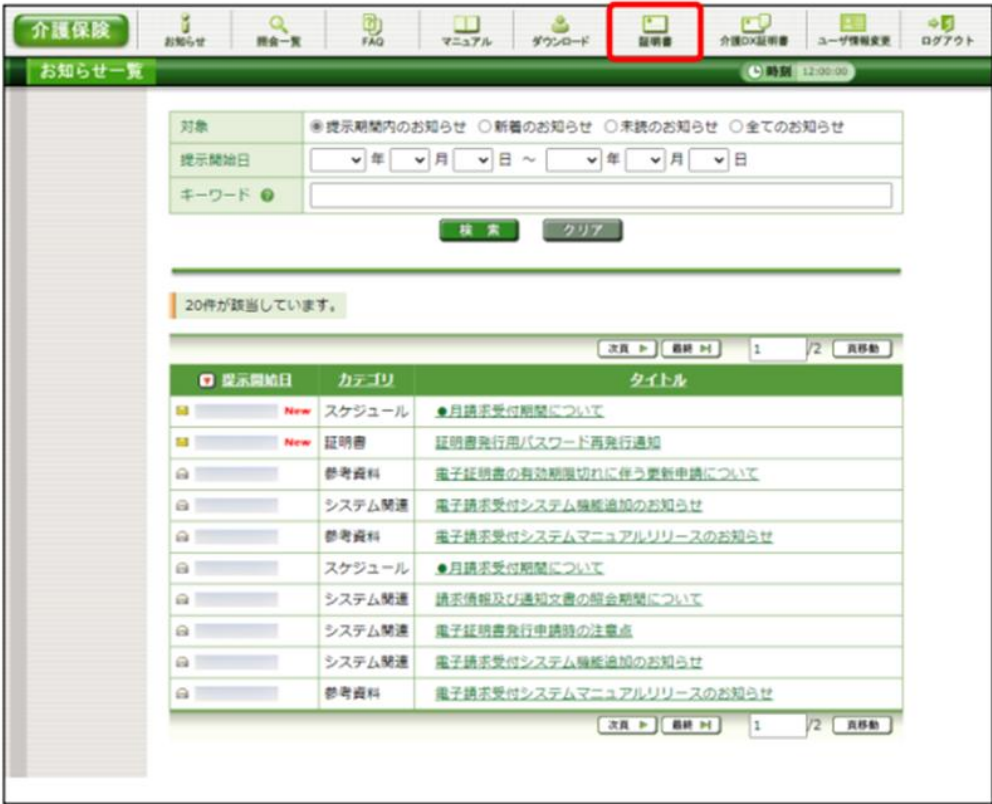 介護保険
お知らせ 照会一覧 FAQ マニュアル ダウンロード 証明書 介護DX証明書 ユーザ情報変更 ログアウト
お知らせ一覧 時刻 12:00:00
対象 提示期間内のお知らせ 新着のお知らせ 未読のお知らせ 全てのお知らせ
提示開始日 年 月 日 ～ 年 月 日
キーワード ?
検索 クリア
20件が該当しています。
次頁 最終 1 /2 頁移動
提示開始日 カテゴリ タイトル
New スケジュール ●月請求受付期間について
New 証明書 証明書発行用パスワード再発行通知
参考資料 電子証明書の有効期限切れに伴う更新申請について
システム関連 電子請求受付システム機能追加のお知らせ
参考資料 電子請求受付システムマニュアルリリースのお知らせ
スケジュール ●月請求受付期間について
システム関連 請求情報及び通知文書の照会期間について
システム関連 電子証明書発行申請時の注意点
システム関連 電子請求受付システム機能追加のお知らせ
参考資料 電子請求受付システムマニュアルリリースのお知らせ
次頁 最終 1 /2 頁移動